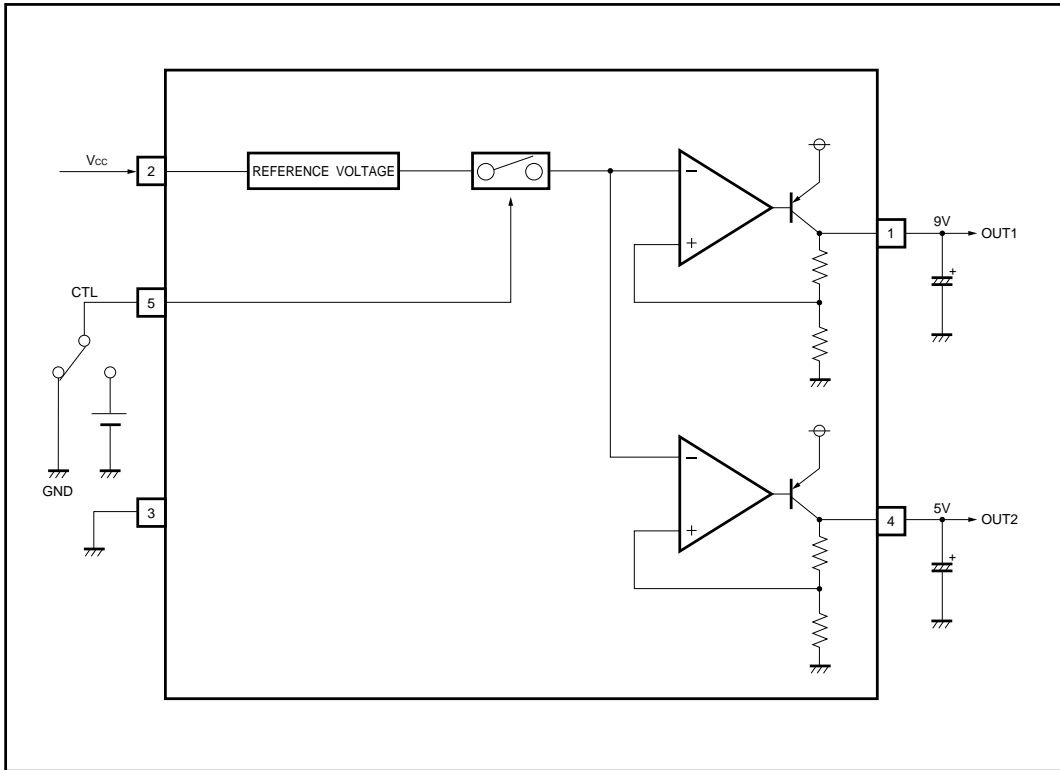 Vcc
2
REFERENCE VOLTAGE
−
+
1
9V
OUT1
+
CTL
5
GND
3
−
+
4
5V
OUT2
+